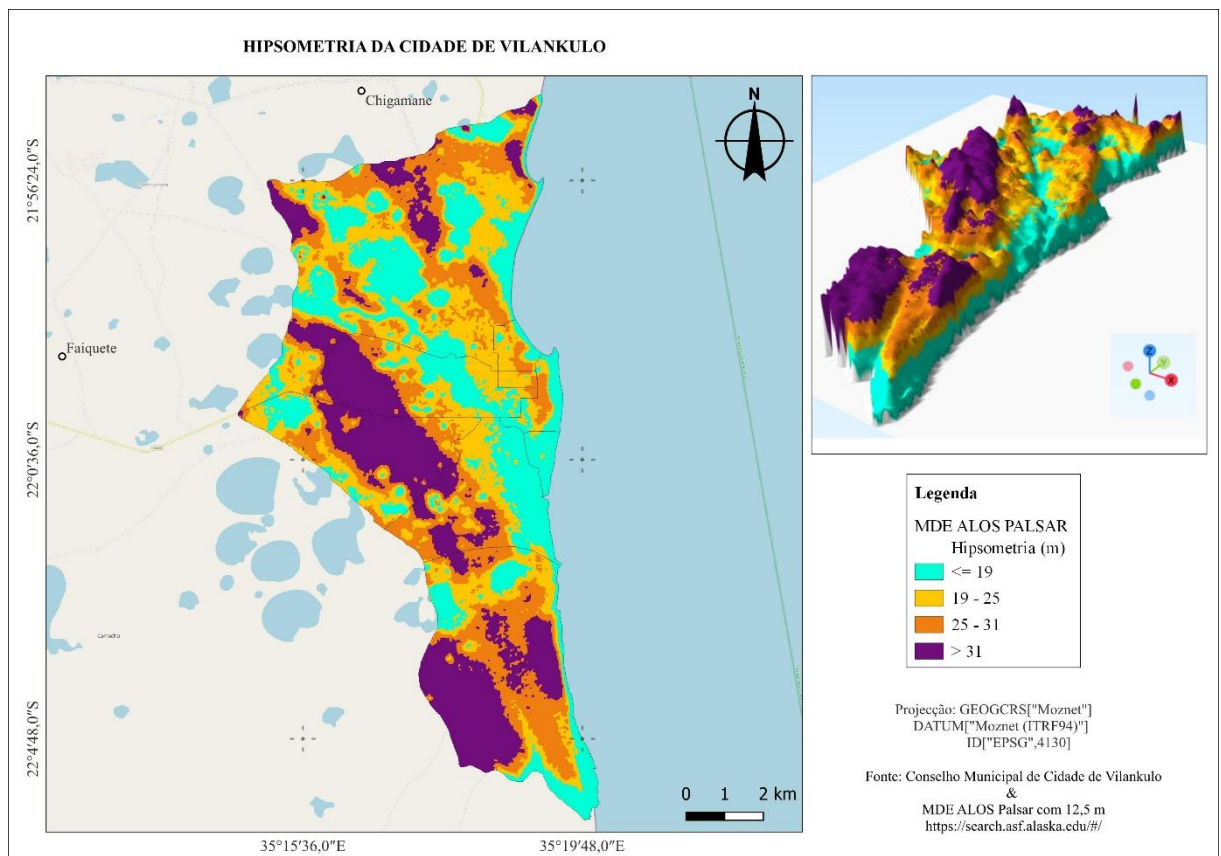 HIPSOMETRIA DA CIDADE DE VILANKULO
N
Chigamane
Faiquete
21°56'24,0"S
22°0'36,0"S
22°4'48,0"S
35°15'36,0"E
35°19'48,0"E
0 1 2 km
Z
Y
X
Legenda
MDE ALOS PALSAR
Hipsometria (m)
<= 19
19 - 25
25 - 31
> 31
Projecção: GEOGCRS["Moznet"]
DATUM["Moznet (ITRF94)"]
ID["EPSG",4130]
Fonte: Conselho Municipal de Cidade de Vilankulo
&
MDE ALOS Palsar com 12,5 m
https://search.asf.alaska.edu/#/